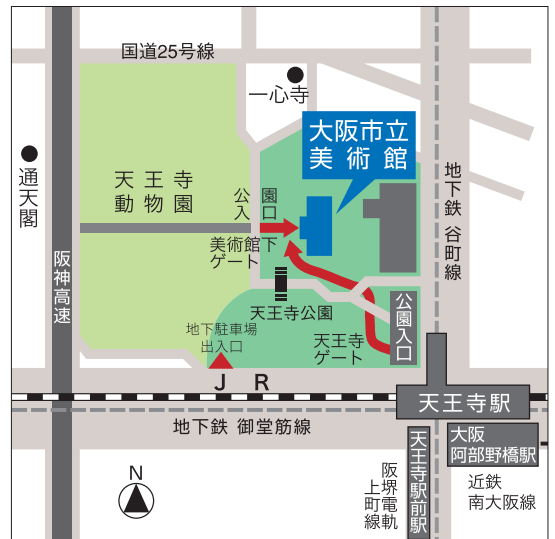 国道25号線
一心寺
大阪市立
美術館
通天閣
天王寺
動物園
公園
入口
地下鉄 谷町線
美術館下
ゲート
阪神高速
天王寺公園
公園入口
地下駐車場
出入口
天王寺
ゲート
J R
天王寺駅
地下鉄 御堂筋線
天王寺駅前駅
大阪
阿部野橋駅
阪堺電軌
上町線
近鉄
南大阪線
N